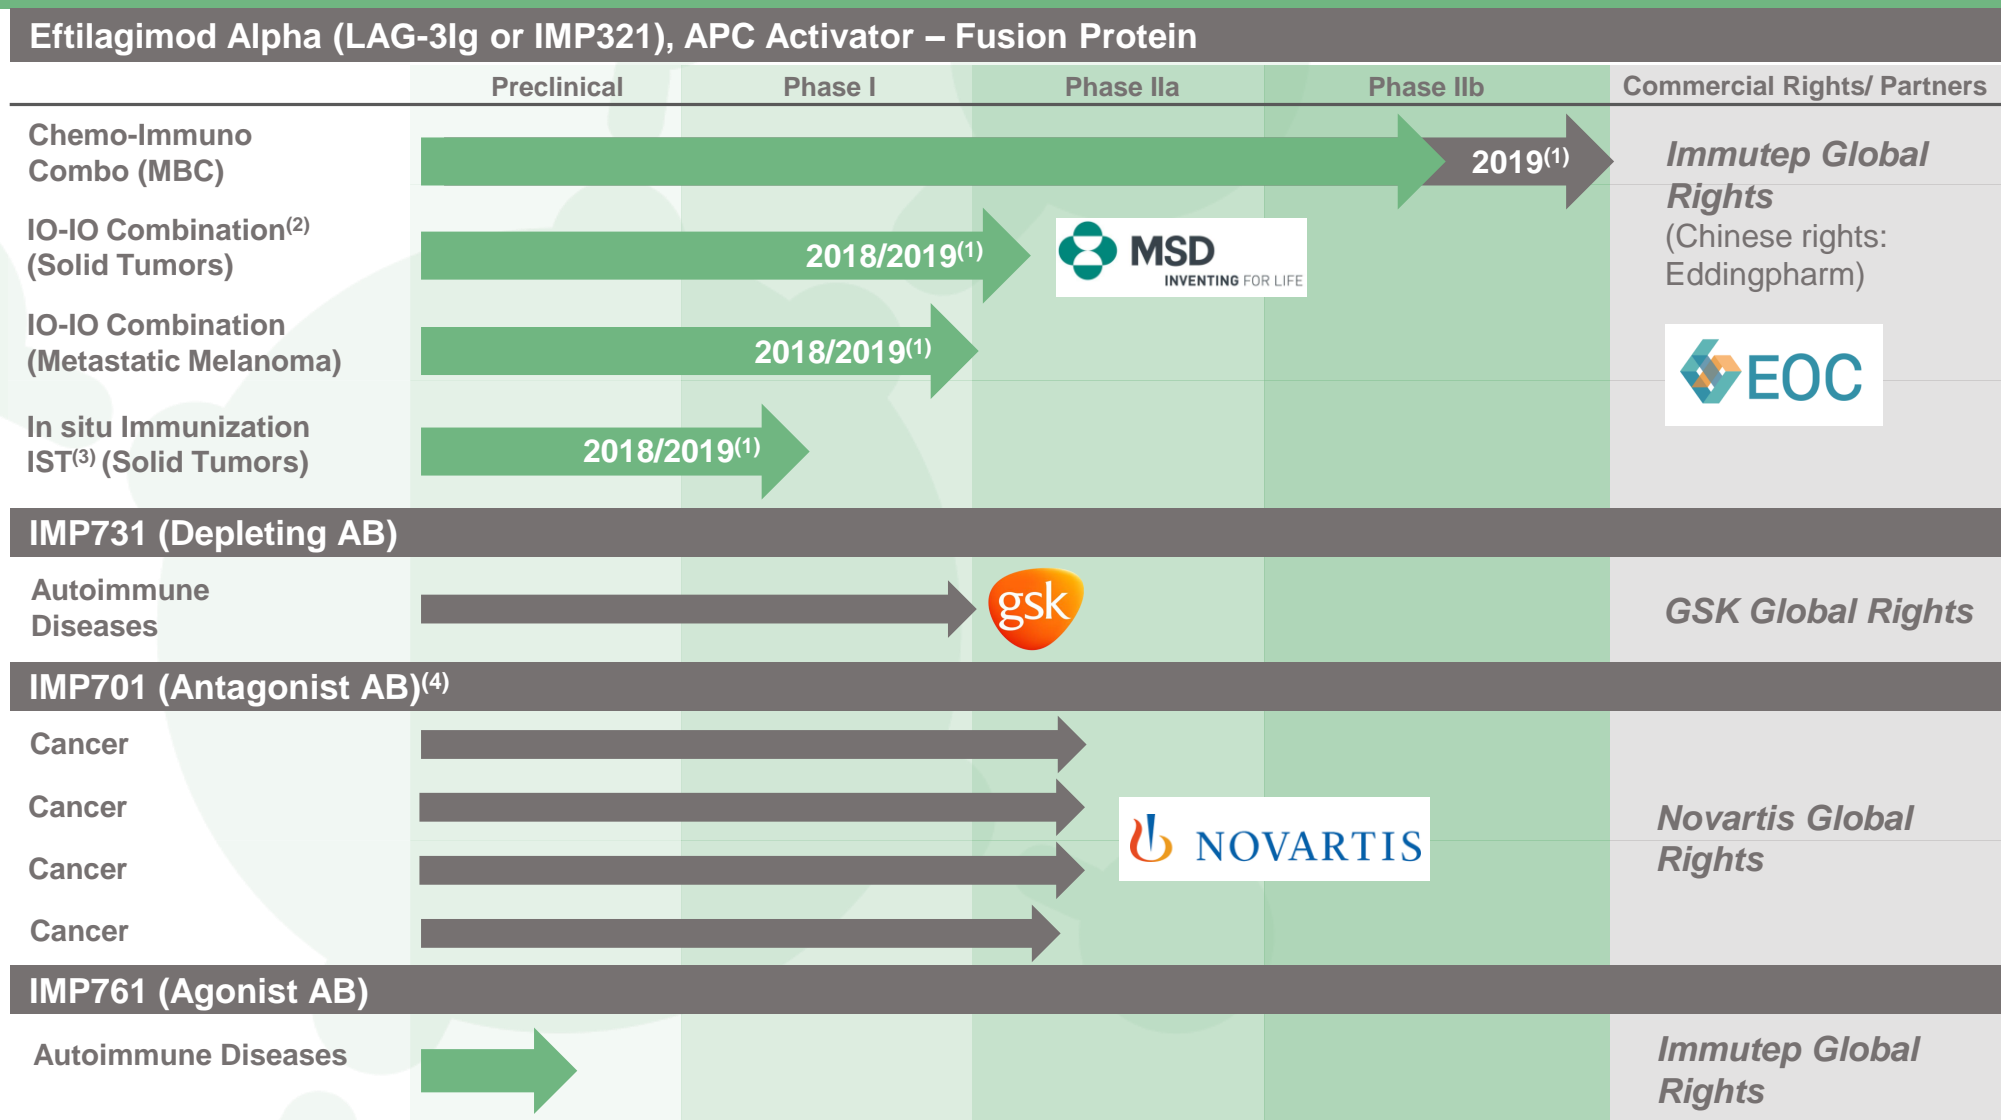 Eftilagimod Alpha (LAG-3Ig or IMP321), APC Activator – Fusion Protein
Preclinical Phase I Phase IIa Phase IIb Commercial Rights/ Partners
Chemo-Immuno
Combo (MBC)
2019(1)
Immutep Global
Rights
(Chinese rights:
Eddingpharm)
IO-IO Combination(2)
(Solid Tumors)
2018/2019(1)
MSD
INVENTING FOR LIFE
IO-IO Combination
(Metastatic Melanoma)
2018/2019(1)
EOC
In situ Immunization
IST(3) (Solid Tumors)
2018/2019(1)
IMP731 (Depleting AB)
Autoimmune
Diseases
gsk
GSK Global Rights
IMP701 (Antagonist AB)(4)
Cancer
Cancer
Cancer
Cancer
NOVARTIS
Novartis Global
Rights
IMP761 (Agonist AB)
Autoimmune Diseases
Immutep Global
Rights